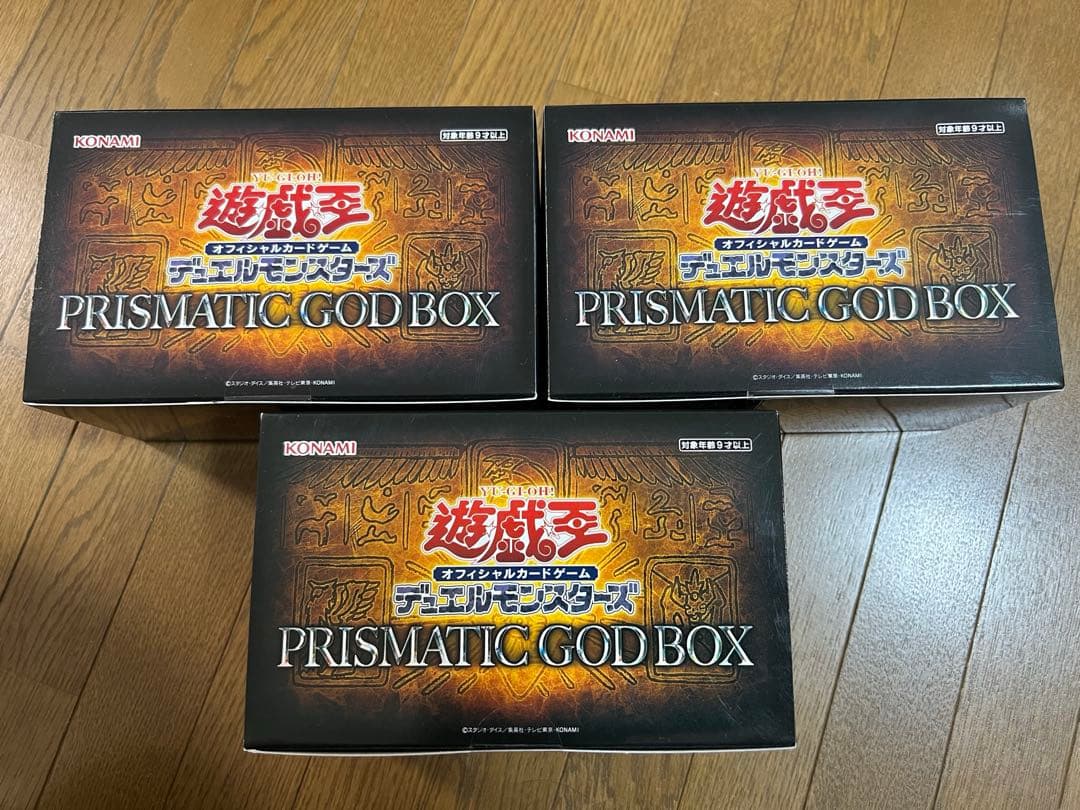 KONAMI
対象年齢9才以上
YU-GI-OH!
遊☆戯☆王
オフィシャルカードゲーム
デュエルモンスターズ
PRISMATIC GOD BOX
©スタジオ・ダイス/集英社・テレビ東京・KONAMI
KONAMI
対象年齢9才以上
YU-GI-OH!
遊☆戯☆王
オフィシャルカードゲーム
デュエルモンスターズ
PRISMATIC GOD BOX
©スタジオ・ダイス/集英社・テレビ東京・KONAMI
KONAMI
対象年齢9才以上
YU-GI-OH!
遊☆戯☆王
オフィシャルカードゲーム
デュエルモンスターズ
PRISMATIC GOD BOX
©スタジオ・ダイス/集英社・テレビ東京・KONAMI